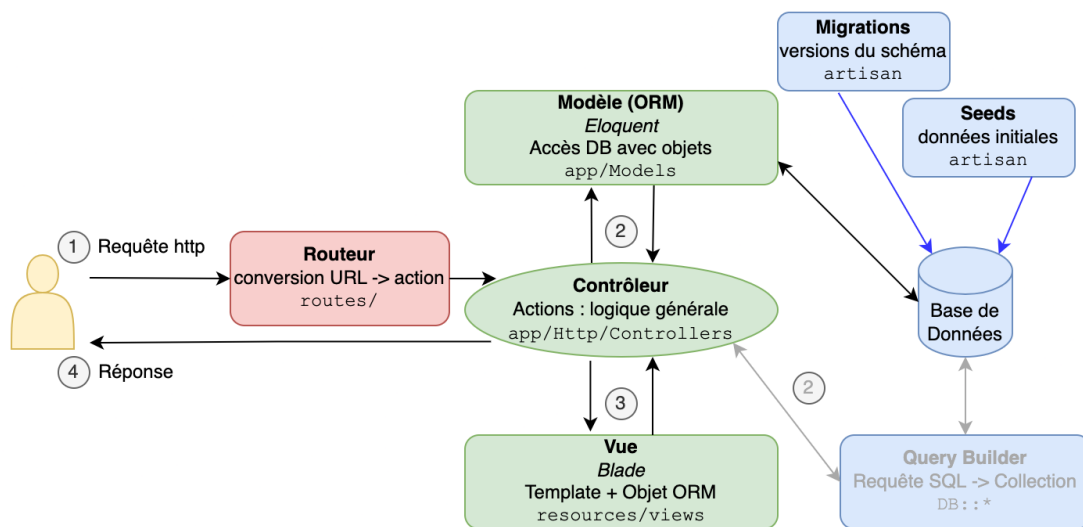 Migrations
versions du schéma
artisan
Modèle (ORM)
Eloquent
Accès DB avec objets
app/Models
Seeds
données initiales
artisan
1 Requête http
Routeur
conversion URL -> action
routes/
2
Contrôleur
Actions : logique générale
app/Http/Controllers
Base de
Données
4 Réponse
3
2
Vue
Blade
Template + Objet ORM
resources/views
Query Builder
Requête SQL -> Collection
DB::*